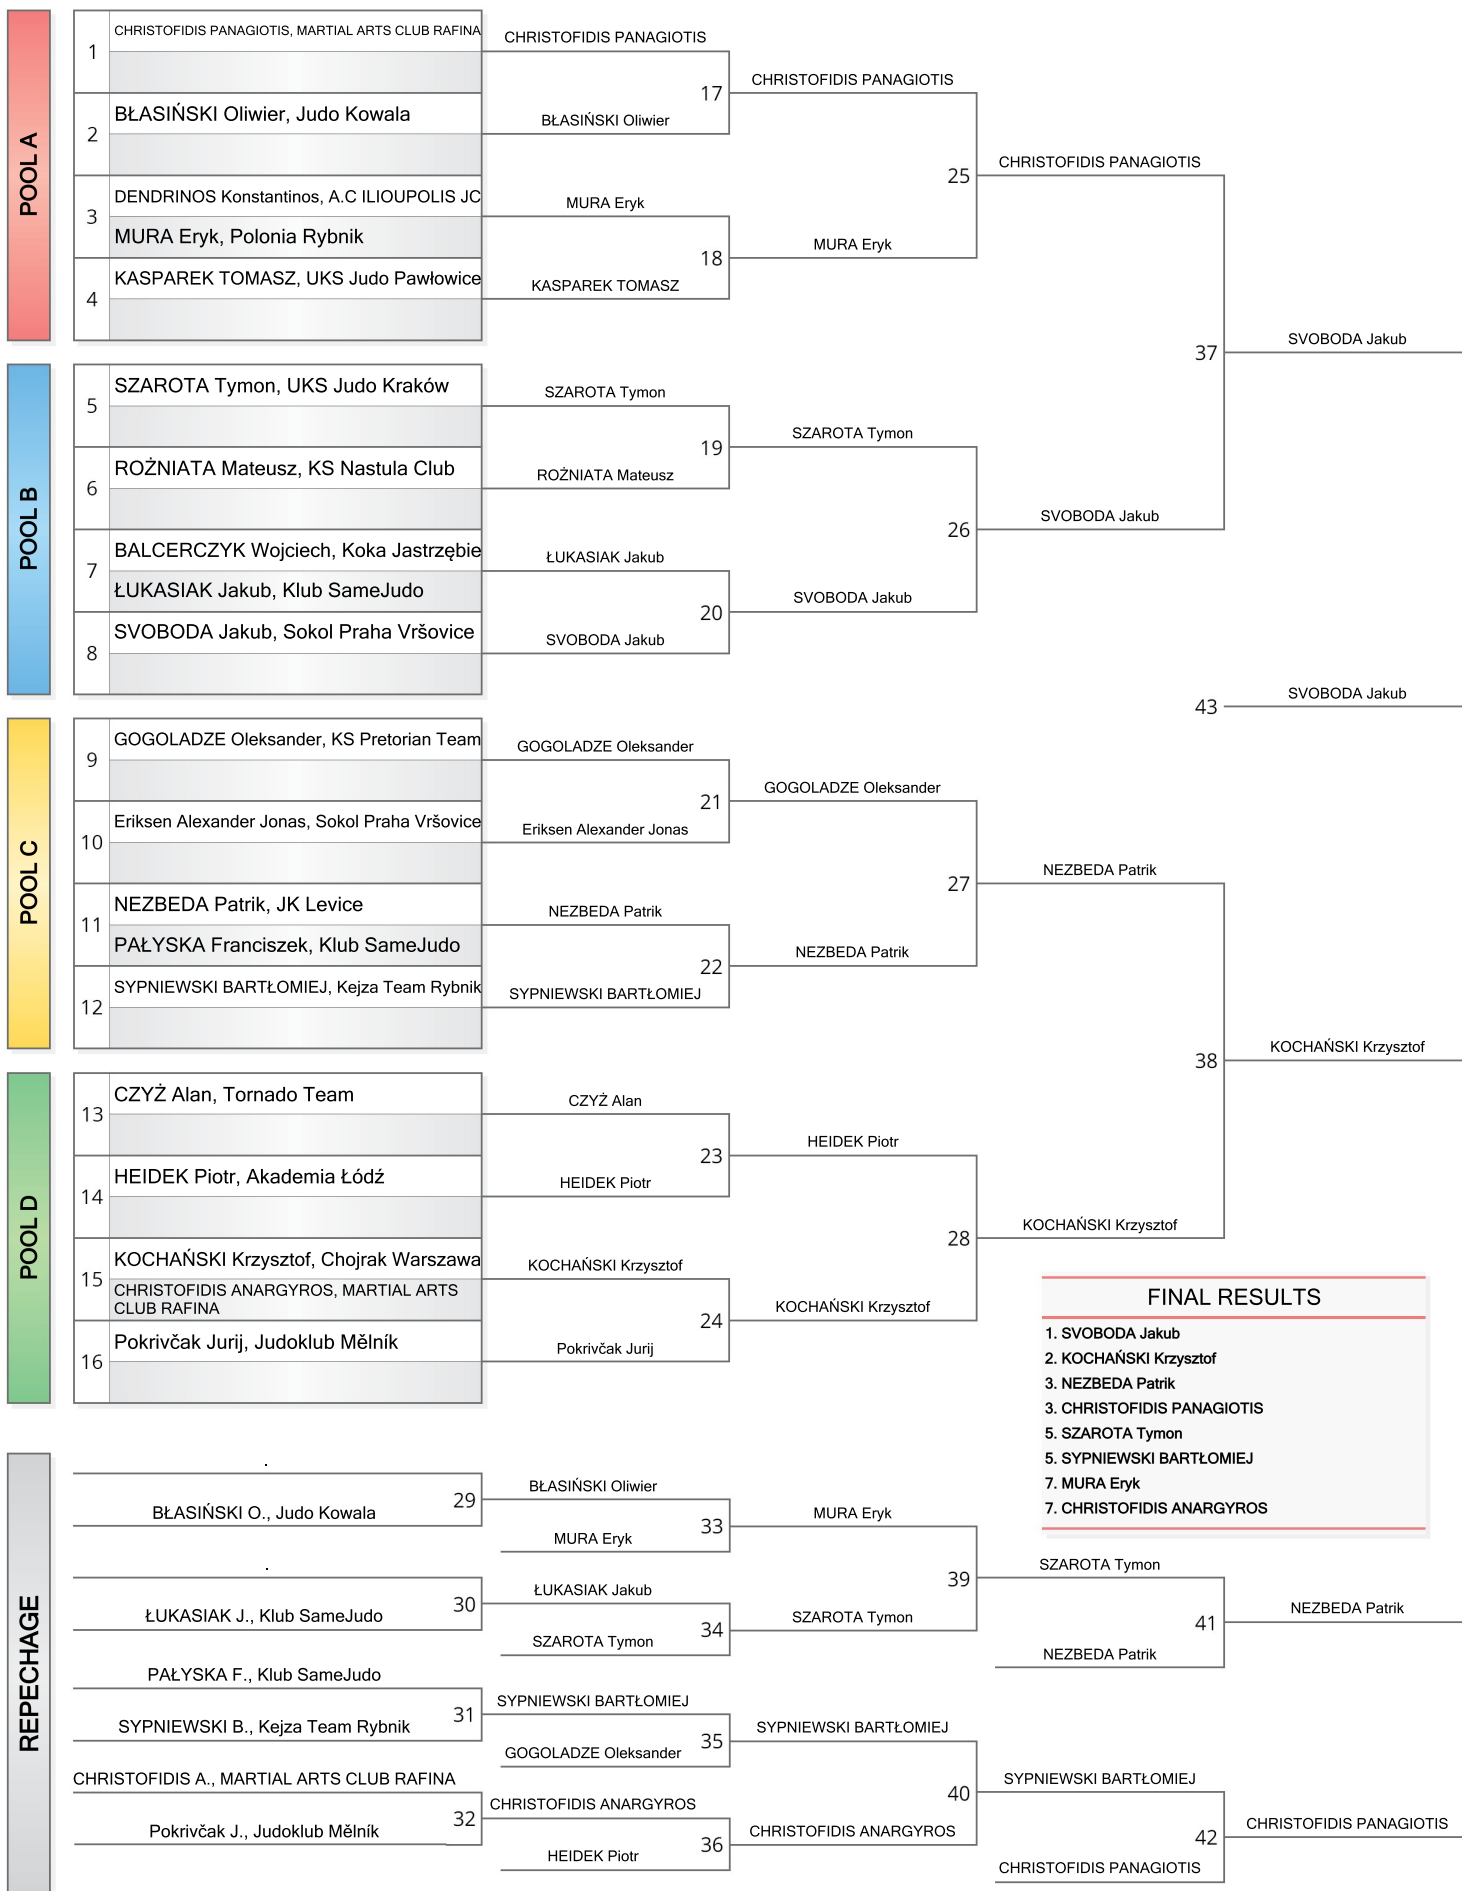 POOL A
1
CHRISTOFIDIS PANAGIOTIS, MARTIAL ARTS CLUB RAFINA
2
BŁASIŃSKI Oliwier, Judo Kowala
3
DENDRINOS Konstantinos, A.C ILIOUPOLIS JC
MURA Eryk, Polonia Rybnik
4
KASPAREK TOMASZ, UKS Judo Pawłowice
CHRISTOFIDIS PANAGIOTIS
17
BŁASIŃSKI Oliwier
MURA Eryk
18
KASPAREK TOMASZ
CHRISTOFIDIS PANAGIOTIS
25
MURA Eryk
CHRISTOFIDIS PANAGIOTIS
POOL B
5
SZAROTA Tymon, UKS Judo Kraków
6
ROŻNIATA Mateusz, KS Nastula Club
7
BALCERCZYK Wojciech, Koka Jastrzębie
ŁUKASIAK Jakub, Klub SameJudo
8
SVOBODA Jakub, Sokol Praha Vršovice
SZAROTA Tymon
19
ROŻNIATA Mateusz
ŁUKASIAK Jakub
20
SVOBODA Jakub
SZAROTA Tymon
26
SVOBODA Jakub
SVOBODA Jakub
37
SVOBODA Jakub
43
SVOBODA Jakub
POOL C
9
GOGOLADZE Oleksander, KS Pretorian Team
10
Eriksen Alexander Jonas, Sokol Praha Vršovice
11
NEZBEDA Patrik, JK Levice
PAŁYSKA Franciszek, Klub SameJudo
12
SYPNIEWSKI BARTŁOMIEJ, Kejza Team Rybnik
GOGOLADZE Oleksander
21
Eriksen Alexander Jonas
NEZBEDA Patrik
22
SYPNIEWSKI BARTŁOMIEJ
GOGOLADZE Oleksander
27
NEZBEDA Patrik
NEZBEDA Patrik
POOL D
13
CZYŻ Alan, Tornado Team
14
HEIDEK Piotr, Akademia Łódź
15
KOCHAŃSKI Krzysztof, Chojrak Warszawa
CHRISTOFIDIS ANARGYROS, MARTIAL ARTS
CLUB RAFINA
16
Pokrivčak Jurij, Judoklub Mělník
CZYŻ Alan
23
HEIDEK Piotr
KOCHAŃSKI Krzysztof
24
Pokrivčak Jurij
HEIDEK Piotr
28
KOCHAŃSKI Krzysztof
KOCHAŃSKI Krzysztof
38
KOCHAŃSKI Krzysztof
FINAL RESULTS
1. SVOBODA Jakub
2. KOCHAŃSKI Krzysztof
3. NEZBEDA Patrik
3. CHRISTOFIDIS PANAGIOTIS
5. SZAROTA Tymon
5. SYPNIEWSKI BARTŁOMIEJ
7. MURA Eryk
7. CHRISTOFIDIS ANARGYROS
REPECHAGE
.
29
BŁASIŃSKI O., Judo Kowala
.
30
ŁUKASIAK J., Klub SameJudo
PAŁYSKA F., Klub SameJudo
31
SYPNIEWSKI B., Kejza Team Rybnik
CHRISTOFIDIS A., MARTIAL ARTS CLUB RAFINA
32
Pokrivčak J., Judoklub Mělník
BŁASIŃSKI Oliwier
33
MURA Eryk
ŁUKASIAK Jakub
34
SZAROTA Tymon
SYPNIEWSKI BARTŁOMIEJ
35
GOGOLADZE Oleksander
CHRISTOFIDIS ANARGYROS
36
HEIDEK Piotr
MURA Eryk
39
SZAROTA Tymon
SYPNIEWSKI BARTŁOMIEJ
40
CHRISTOFIDIS ANARGYROS
SZAROTA Tymon
41
NEZBEDA Patrik
NEZBEDA Patrik
SYPNIEWSKI BARTŁOMIEJ
42
CHRISTOFIDIS PANAGIOTIS
CHRISTOFIDIS PANAGIOTIS